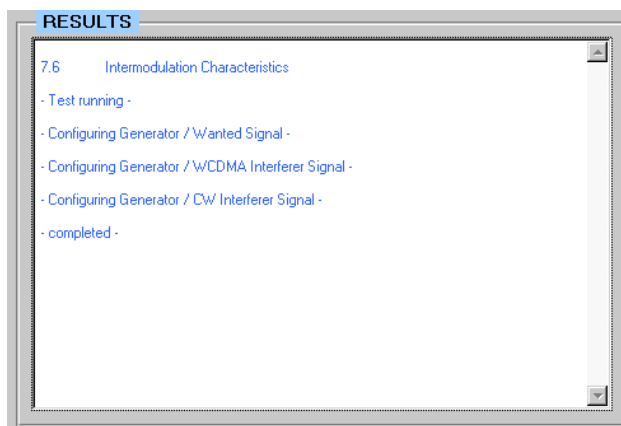 RESULTS
7.6 Intermodulation Characteristics
- Test running -
- Configuring Generator / Wanted Signal -
- Configuring Generator / WCDMA Interferer Signal -
- Configuring Generator / CW Interferer Signal -
- completed -